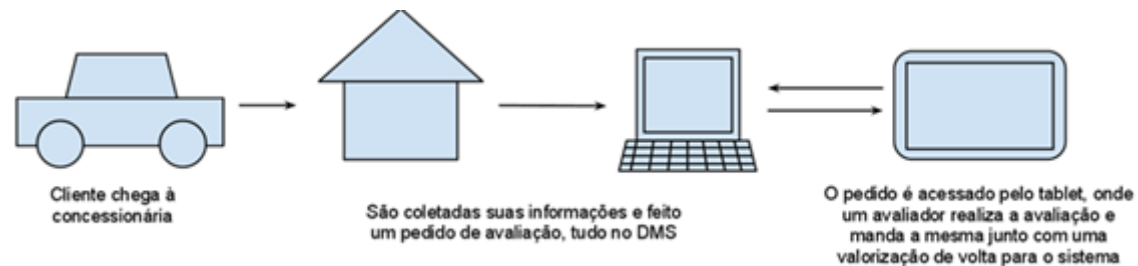 Cliente chega à
concessionária
São coletadas suas informações e feito
um pedido de avaliação, tudo no DMS
O pedido é acessado pelo tablet, onde
um avaliador realiza a avaliação e
manda a mesma junto com uma
valorização de volta para o sistema